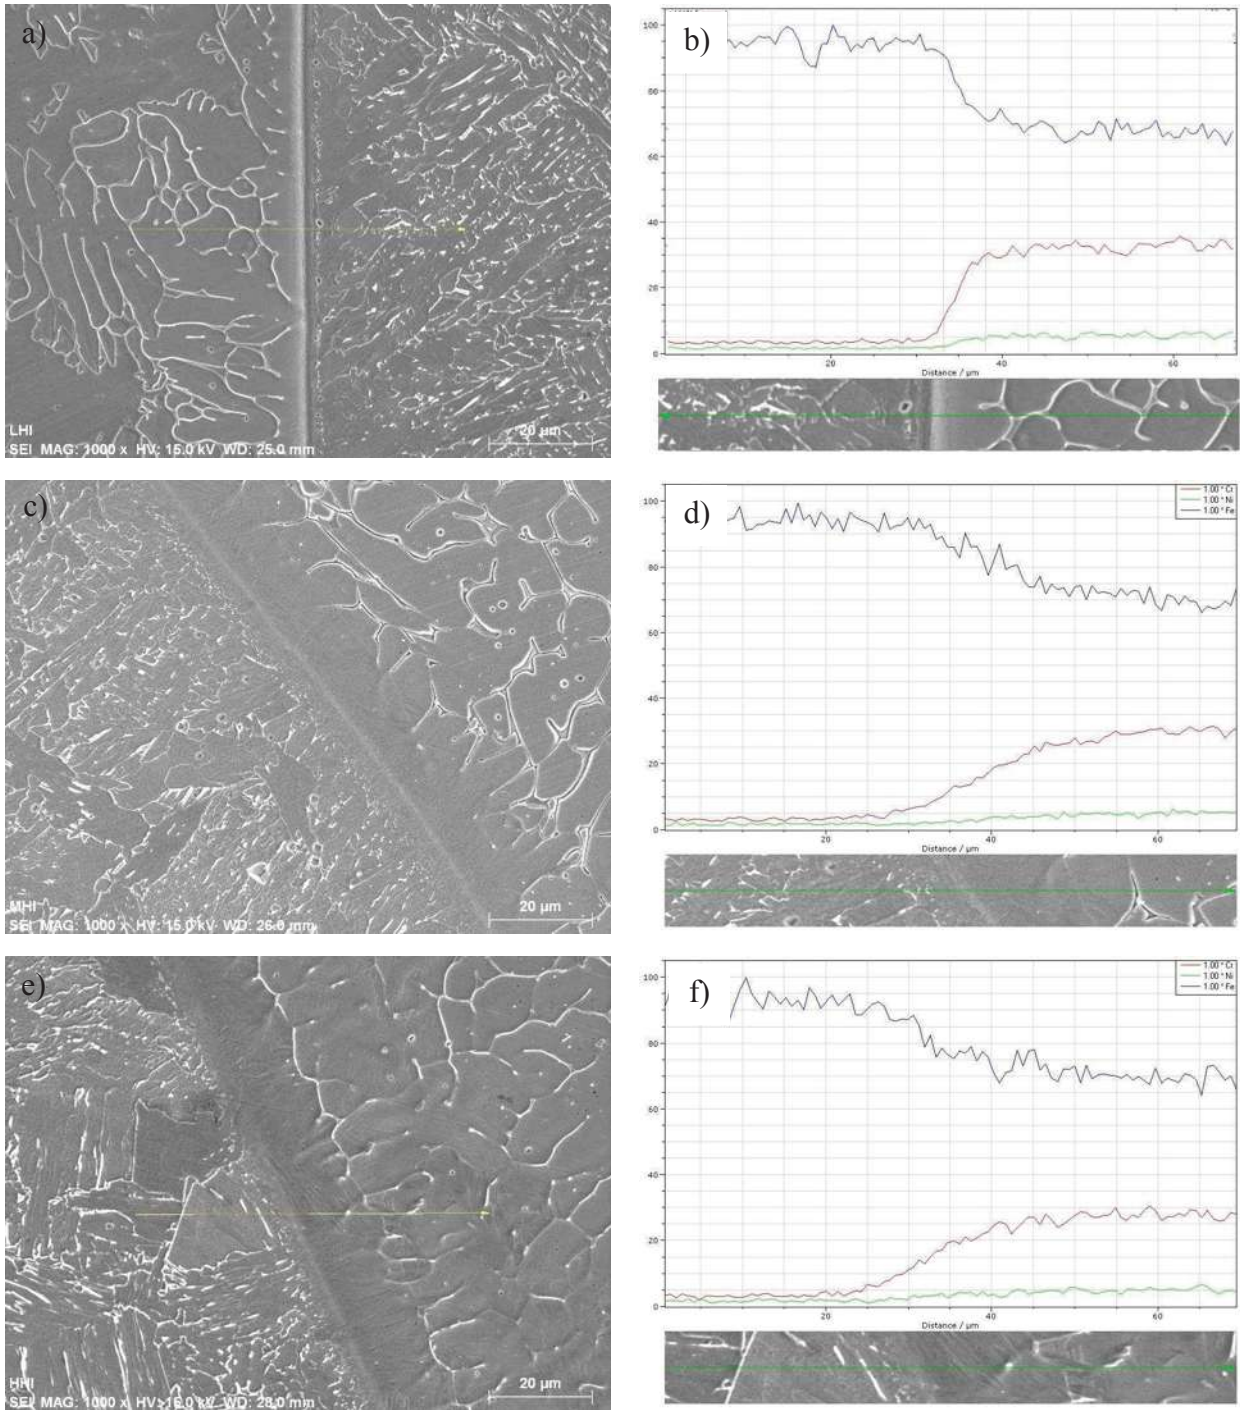 a)
LHI
20 µm
SEI MAG: 1000 x HV: 15.0 kV WD: 25.0 mm
b)
100
80
60
40
20
0
20
40
60
Distance / µm
c)
MHI
20 µm
SEI MAG: 1000 x HV: 15.0 kV WD: 26.0 mm
d)
1.00 * Cr
1.00 * Ni
1.00 * Fe
100
80
60
40
20
0
20
40
60
Distance / µm
e)
HHI
20 µm
SEI MAG: 1000 x HV: 15.0 kV WD: 28.0 mm
f)
1.00 * Cr
1.00 * Ni
1.00 * Fe
100
80
60
40
20
0
20
40
60
Distance / µm